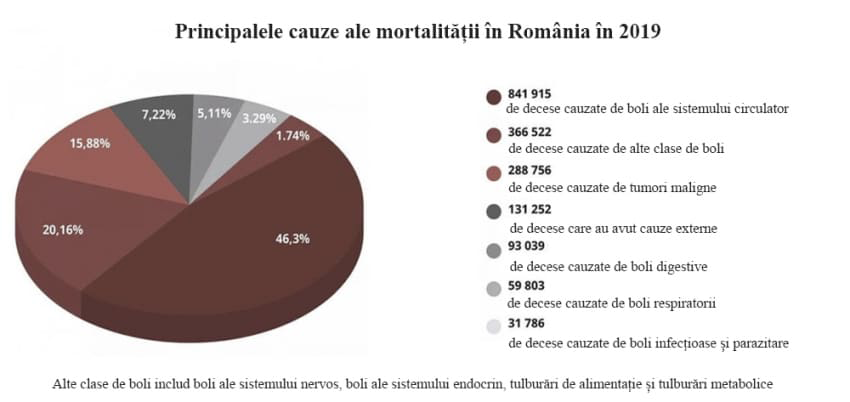 Principalele cauze ale mortalității în România în 2019
7,22%
5,11%
3.29%
1.74%
15,88%
20,16%
46,3%
841 915
de decese cauzate de boli ale sistemului circulator
366 522
de decese cauzate de alte clase de boli
288 756
de decese cauzate de tumori maligne
131 252
de decese care au avut cauze externe
93 039
de decese cauzate de boli digestive
59 803
de decese cauzate de boli respiratorii
31 786
de decese cauzate de boli infecțioase și parazitare
Alte clase de boli includ boli ale sistemului nervos, boli ale sistemului endocrin, tulburări de alimentație și tulburări metabolice